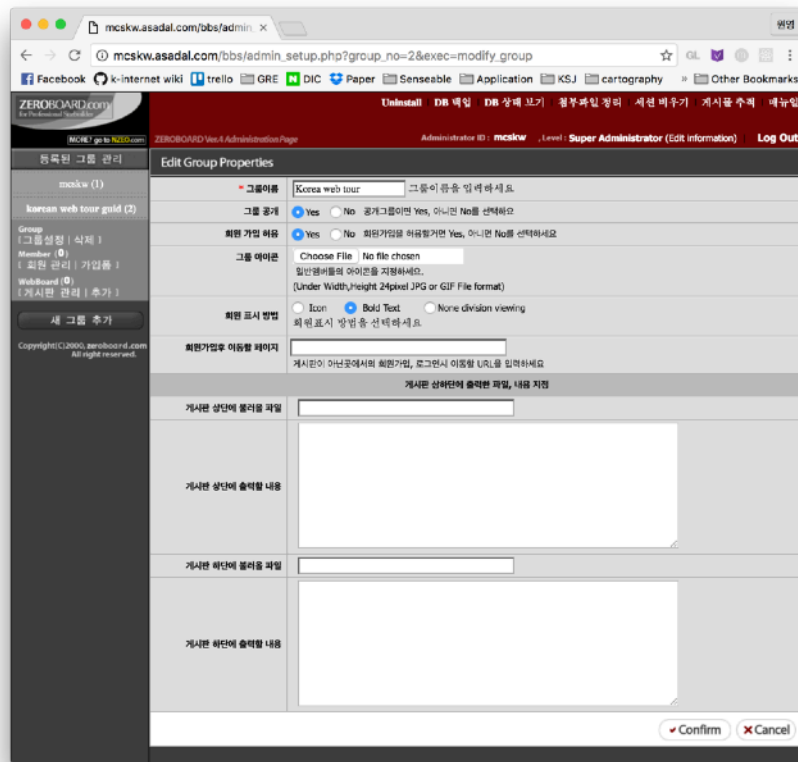 mcskw.asadal.com/bbs/admin_ ×
원영
mcskw.asadal.com/bbs/admin_setup.php?group_no=2&exec=modify_group
GL
Facebook k-internet wiki trello GRE DIC Paper Senseable Application KSJ cartography » Other Bookmarks
ZEROBOARD.com
For Professional
MORE? go to NZEO.com
Uninstall DB 백업 DB 상태 보기 첨부파일 정리 세션 비우기 게시물 추적 매뉴얼
ZEROBOARD Ver.4 Administration Page
Administrator ID : mcskw , Level : Super Administrator (Edit information) Log Out
등록된 그룹 관리
mcskw (1)
korean web tour guid (2)
Group
[그룹설정 | 삭제 ]
Member (0)
[ 회원 관리 | 가입폼 ]
WebBoard (0)
[게시판 관리 | 추가 ]
새 그룹 추가
Copyright(C)2000, zeroboard.com
All right reserved.
Edit Group Properties
* 그룹이름 Korea web tour 그룹이름을 입력하세요
그룹 공개 Yes No 공개그룹이면 Yes, 아니면 No를 선택하요
회원 가입 허용 Yes No 회원가입을 허용할거면 Yes, 아니면 No를 선택하세요
그룹 아이콘 Choose File No file chosen
일반멤버들의 아이콘을 지정하세요.
(Under Width,Height 24pixel JPG or GIF File format)
회원 표시 방법 Icon Bold Text None division viewing
회원표시 방법을 선택하세요
회원가입후 이동할 페이지
게시판이 아닌곳에서의 회원가입, 로그인시 이동할 URL을 입력하세요
게시판 상하단에 출력한 파일, 내용 지정
게시판 상단에 불러올 파일
게시판 상단에 출력할 내용
게시판 하단에 불러올 파일
게시판 하단에 출력할 내용
Confirm Cancel